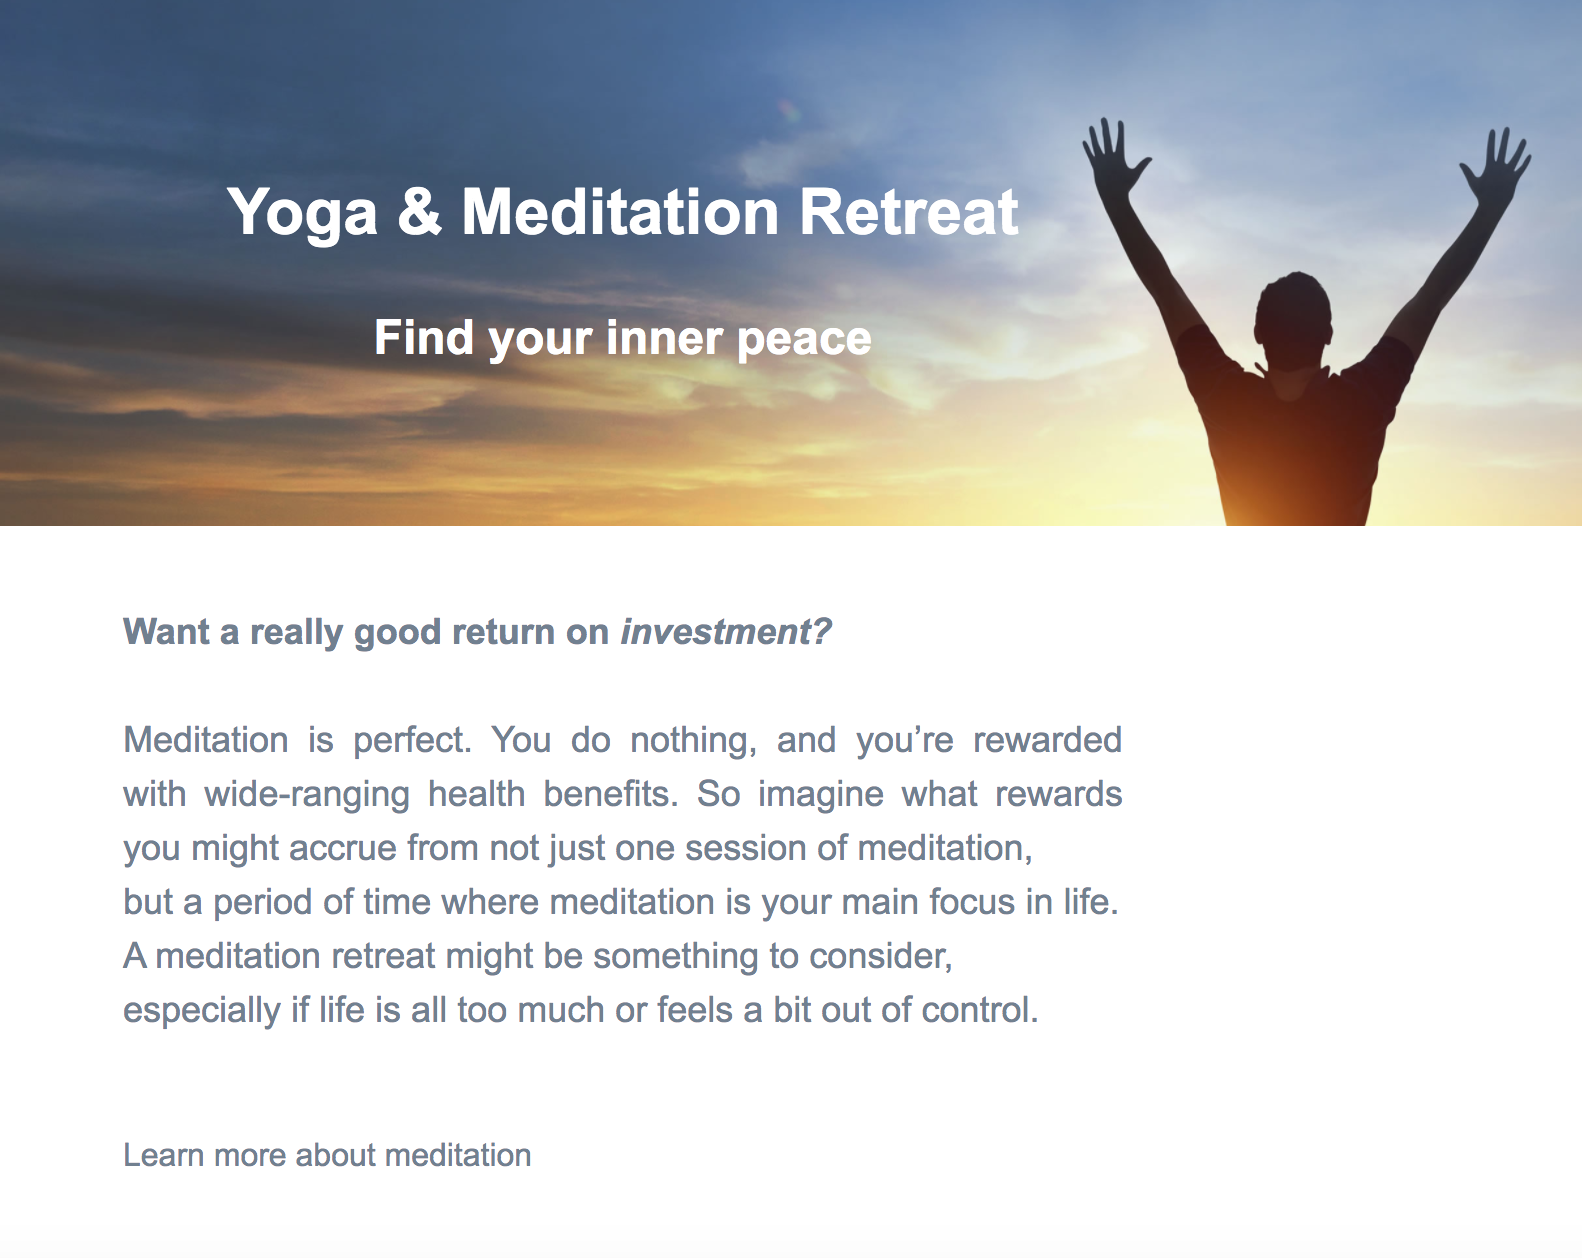 Yoga & Meditation Retreat
Find your inner peace
Want a really good return on investment?
Meditation is perfect. You do nothing, and you’re rewarded
with wide-ranging health benefits. So imagine what rewards
you might accrue from not just one session of meditation,
but a period of time where meditation is your main focus in life.
A meditation retreat might be something to consider,
especially if life is all too much or feels a bit out of control.
Learn more about meditation